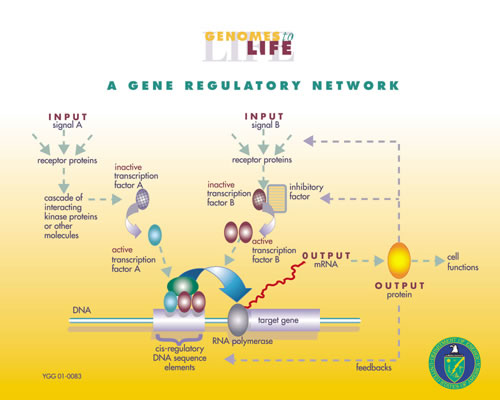 GENOMES to
LIFE
A GENE REGULATORY NETWORK
INPUT
signal A
receptor proteins
cascade of
interacting
kinase proteins
or other
molecules
inactive
transcription
factor A
active
transcription
factor A
INPUT
signal B
receptor proteins
inactive
transcription
factor B
inhibitory
factor
active
transcription
factor B
OUTPUT
mRNA
OUTPUT
protein
cell
functions
DNA
target gene
RNA polymerase
cis-regulatory
DNA sequence
elements
feedbacks
YGG 01-0083